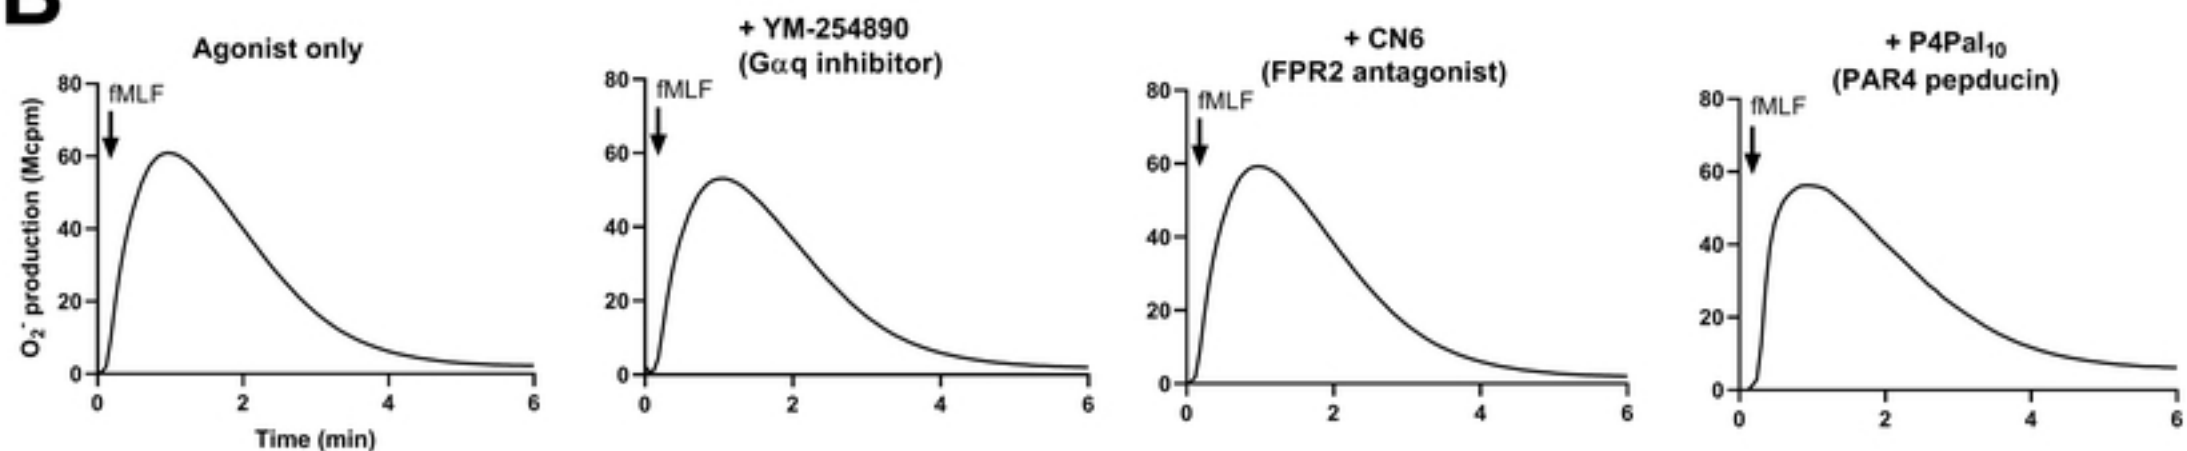 B
Agonist only
80
fMLF
60
40
20
0
0 2 4 6
O2- production (Mcpm)
Time (min)
+ YM-254890
(Gαq inhibitor)
80
fMLF
60
40
20
0
0 2 4 6
+ CN6
(FPR2 antagonist)
80
fMLF
60
40
20
0
0 2 4 6
+ P4Pal10
(PAR4 pepducin)
80
fMLF
60
40
20
0
0 2 4 6